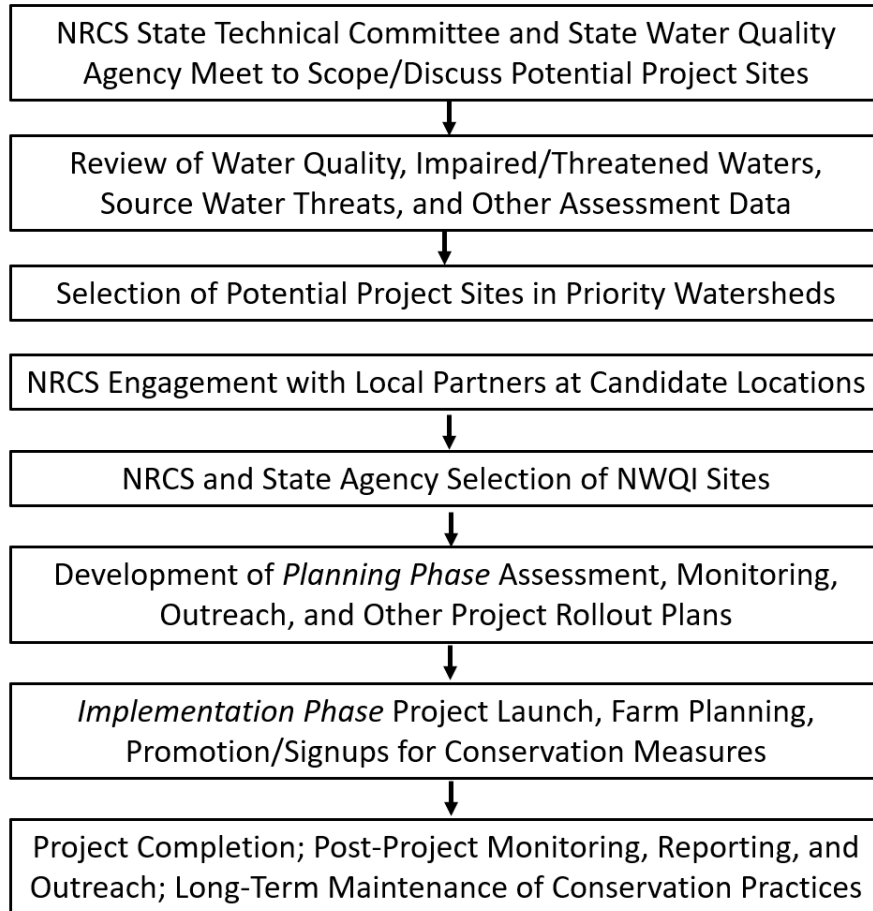 NRCS State Technical Committee and State Water Quality
Agency Meet to Scope/Discuss Potential Project Sites
Review of Water Quality, Impaired/Threatened Waters,
Source Water Threats, and Other Assessment Data
Selection of Potential Project Sites in Priority Watersheds
NRCS Engagement with Local Partners at Candidate Locations
NRCS and State Agency Selection of NWQI Sites
Development of Planning Phase Assessment, Monitoring,
Outreach, and Other Project Rollout Plans
Implementation Phase Project Launch, Farm Planning,
Promotion/Signups for Conservation Measures
Project Completion; Post-Project Monitoring, Reporting, and
Outreach; Long-Term Maintenance of Conservation Practices